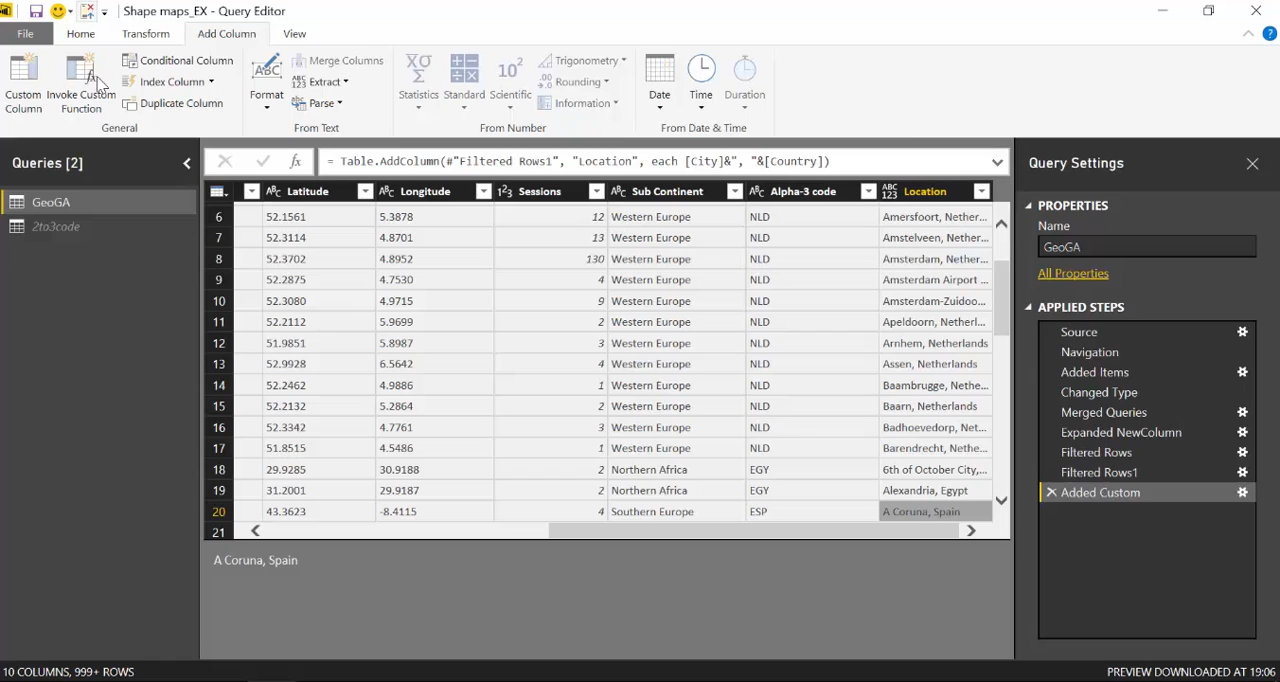 Shape maps_EX - Query Editor
File Home Transform Add Column View
Custom Column
Invoke Custom Function
Conditional Column
Index Column
Duplicate Column
General
Format
Merge Columns
ABC 123 Extract
ABC Parse
From Text
XΣ Statistics
Standard
10² Scientific
Trigonometry
.00 Rounding
Information
From Number
Date
Time
Duration
From Date & Time
Queries [2]
GeoGA
2to3code
fx = Table.AddColumn(#"Filtered Rows1", "Location", each [City]&", "&[Country])
Latitude Longitude Sessions Sub Continent Alpha-3 code Location
6 52.1561 5.3878 12 Western Europe NLD Amersfoort, Nether...
7 52.3114 4.8701 13 Western Europe NLD Amstelveen, Nether...
8 52.3702 4.8952 130 Western Europe NLD Amsterdam, Nether...
9 52.2875 4.7530 4 Western Europe NLD Amsterdam Airport ...
10 52.3080 4.9715 9 Western Europe NLD Amsterdam-Zuidoo...
11 52.2112 5.9699 2 Western Europe NLD Apeldoorn, Netherl...
12 51.9851 5.8987 3 Western Europe NLD Arnhem, Netherlands
13 52.9928 6.5642 4 Western Europe NLD Assen, Netherlands
14 52.2462 4.9886 1 Western Europe NLD Baambrugge, Nethe...
15 52.2132 5.2864 2 Western Europe NLD Baarn, Netherlands
16 52.3342 4.7761 3 Western Europe NLD Badhoevedorp, Net...
17 51.8515 4.5486 1 Western Europe NLD Barendrecht, Nethe...
18 29.9285 30.9188 2 Northern Africa EGY 6th of October City,...
19 31.2001 29.9187 2 Northern Africa EGY Alexandria, Egypt
20 43.3623 -8.4115 4 Southern Europe ESP A Coruna, Spain
21
A Coruna, Spain
Query Settings
PROPERTIES
Name
GeoGA
All Properties
APPLIED STEPS
Source
Navigation
Added Items
Changed Type
Merged Queries
Expanded NewColumn
Filtered Rows
Filtered Rows1
Added Custom
10 COLUMNS, 999+ ROWS
PREVIEW DOWNLOADED AT 19:06